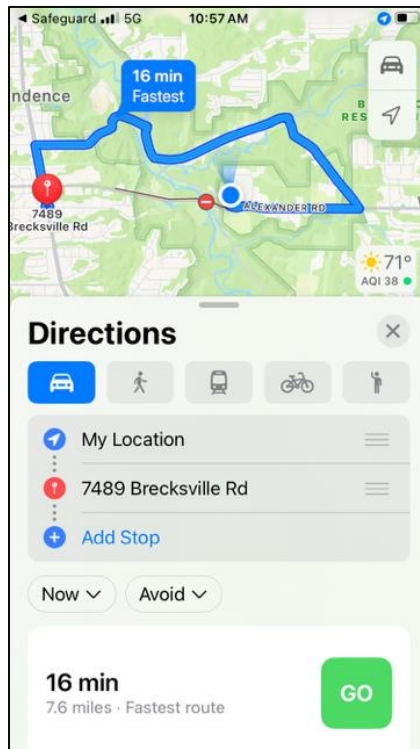 ◀ Safeguard 5G 10:57 AM
16 min
Fastest
ndence
B
RES
ALEXANDER RD
7489
Brecksville Rd
71°
AQI 38
Directions
My Location
7489 Brecksville Rd
Add Stop
Now
Avoid
16 min
7.6 miles · Fastest route
GO